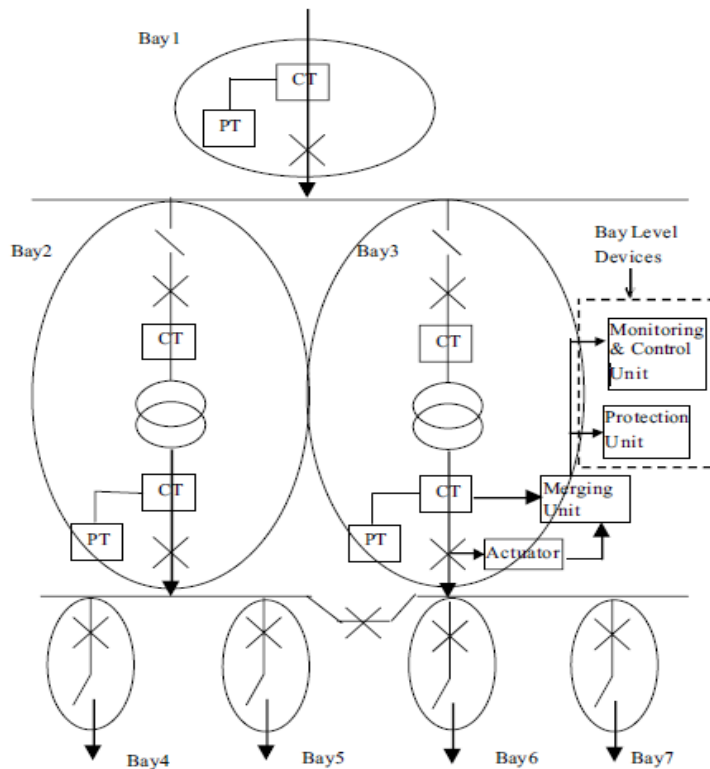 Bay1
CT
PT
Bay2
Bay3
Bay Level
Devices
CT
CT
Monitoring
& Control
Unit
Protection
Unit
CT
CT
Merging
Unit
PT
PT
Actuator
Bay4
Bay5
Bay6
Bay7